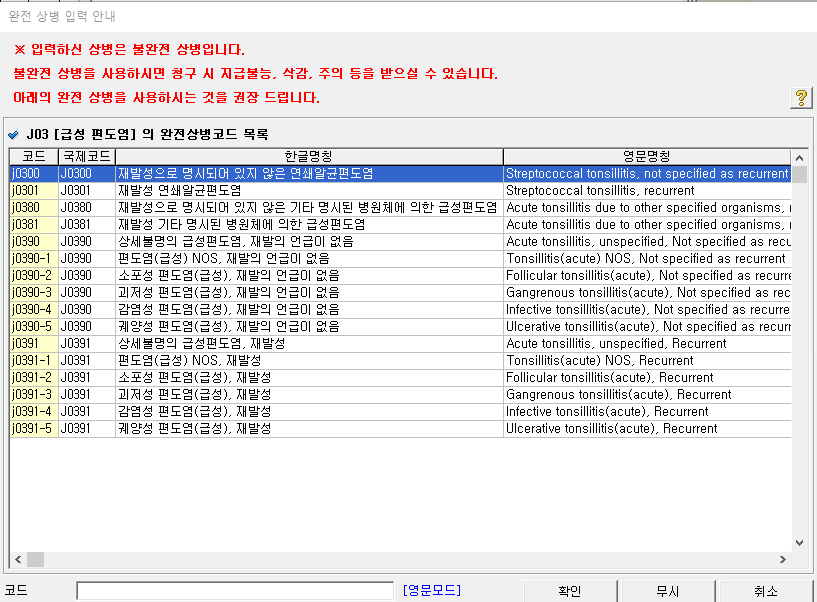 완전 상병 입력 안내
※ 입력하신 상병은 불완전 상병입니다.
불완전 상병을 사용하시면 청구 시 지급불능, 삭감, 주의 등을 받으실 수 있습니다.
아래의 완전 상병을 사용하시는 것을 권장 드립니다.
?
J03 [급성 편도염] 의 완전상병코드 목록
코드 국제코드 한글명칭 영문명칭
j0300 J0300 재발성으로 명시되어 있지 않은 연쇄알균편도염 Streptococcal tonsillitis, not specified as recurrent
j0301 J0301 재발성 연쇄알균편도염 Streptococcal tonsillitis, recurrent
j0380 J0380 재발성으로 명시되어 있지 않은 기타 명시된 병원체에 의한 급성편도염 Acute tonsillitis due to other specified organisms,
j0381 J0381 재발성 기타 명시된 병원체에 의한 급성편도염 Acute tonsillitis due to other specified organisms,
j0390 J0390 상세불명의 급성편도염, 재발의 언급이 없음 Acute tonsillitis, unspecified, Not specified as recu
j0390-1 J0390 편도염(급성) NOS, 재발의 언급이 없음 Tonsillitis(acute) NOS, Not specified as recurrent
j0390-2 J0390 소포성 편도염(급성), 재발의 언급이 없음 Follicular tonsillitis(acute), Not specified as recurre
j0390-3 J0390 괴저성 편도염(급성), 재발의 언급이 없음 Gangrenous tonsillitis(acute), Not specified as rec
j0390-4 J0390 감염성 편도염(급성), 재발의 언급이 없음 Infective tonsillitis(acute), Not specified as recurre
j0390-5 J0390 궤양성 편도염(급성), 재발의 언급이 없음 Ulcerative tonsillitis(acute), Not specified as recurr
j0391 J0391 상세불명의 급성편도염, 재발성 Acute tonsillitis, unspecified, Recurrent
j0391-1 J0391 편도염(급성) NOS, 재발성 Tonsillitis(acute) NOS, Recurrent
j0391-2 J0391 소포성 편도염(급성), 재발성 Follicular tonsillitis(acute), Recurrent
j0391-3 J0391 괴저성 편도염(급성), 재발성 Gangrenous tonsillitis(acute), Recurrent
j0391-4 J0391 감염성 편도염(급성), 재발성 Infective tonsillitis(acute), Recurrent
j0391-5 J0391 궤양성 편도염(급성), 재발성 Ulcerative tonsillitis(acute), Recurrent
코드 [영문모드] 확인 무시 취소